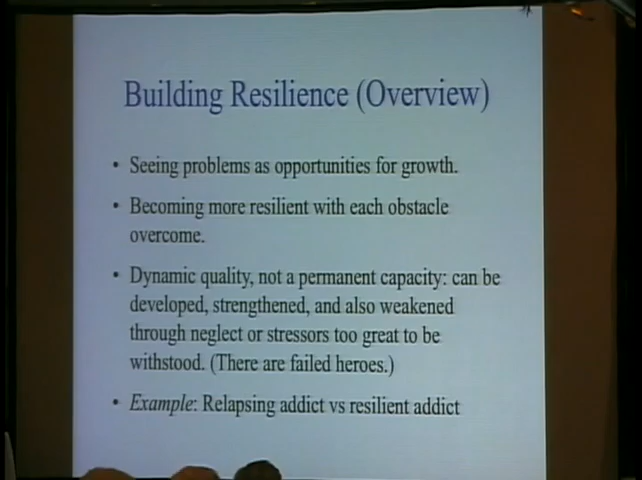 Building Resilience (Overview)
• Seeing problems as opportunities for growth.
• Becoming more resilient with each obstacle
overcome.
• Dynamic quality, not a permanent capacity: can be
developed, strengthened, and also weakened
through neglect or stressors too great to be
withstood. (There are failed heroes.)
• Example: Relapsing addict vs resilient addict